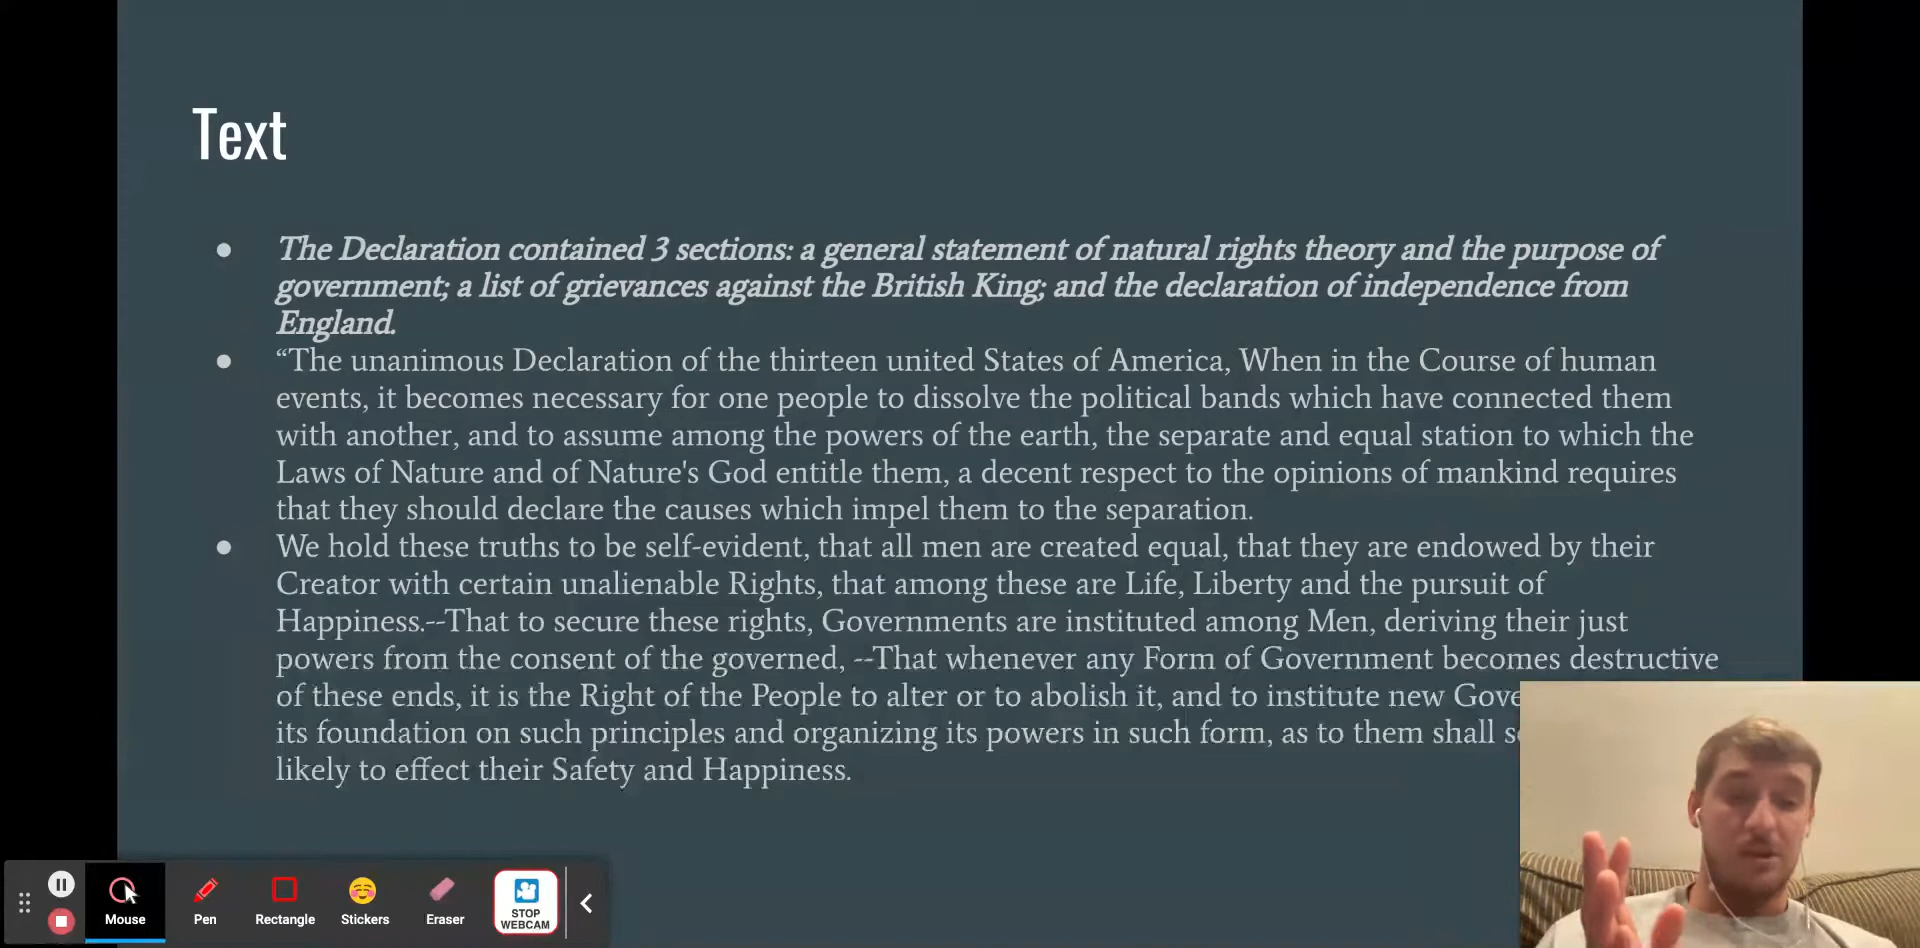 Text
The Declaration contained 3 sections: a general statement of natural rights theory and the purpose of
government; a list of grievances against the British King; and the declaration of independence from
England.
“The unanimous Declaration of the thirteen united States of America, When in the Course of human
events, it becomes necessary for one people to dissolve the political bands which have connected them
with another, and to assume among the powers of the earth, the separate and equal station to which the
Laws of Nature and of Nature's God entitle them, a decent respect to the opinions of mankind requires
that they should declare the causes which impel them to the separation.
We hold these truths to be self-evident, that all men are created equal, that they are endowed by their
Creator with certain unalienable Rights, that among these are Life, Liberty and the pursuit of
Happiness.--That to secure these rights, Governments are instituted among Men, deriving their just
powers from the consent of the governed, --That whenever any Form of Government becomes destructive
of these ends, it is the Right of the People to alter or to abolish it, and to institute new
its foundation on such principles and organizing its powers in such form, as to them shall
likely to effect their Safety and Happiness.
Mouse
Pen
Rectangle
Stickers
Eraser
STOP
WEBCAM